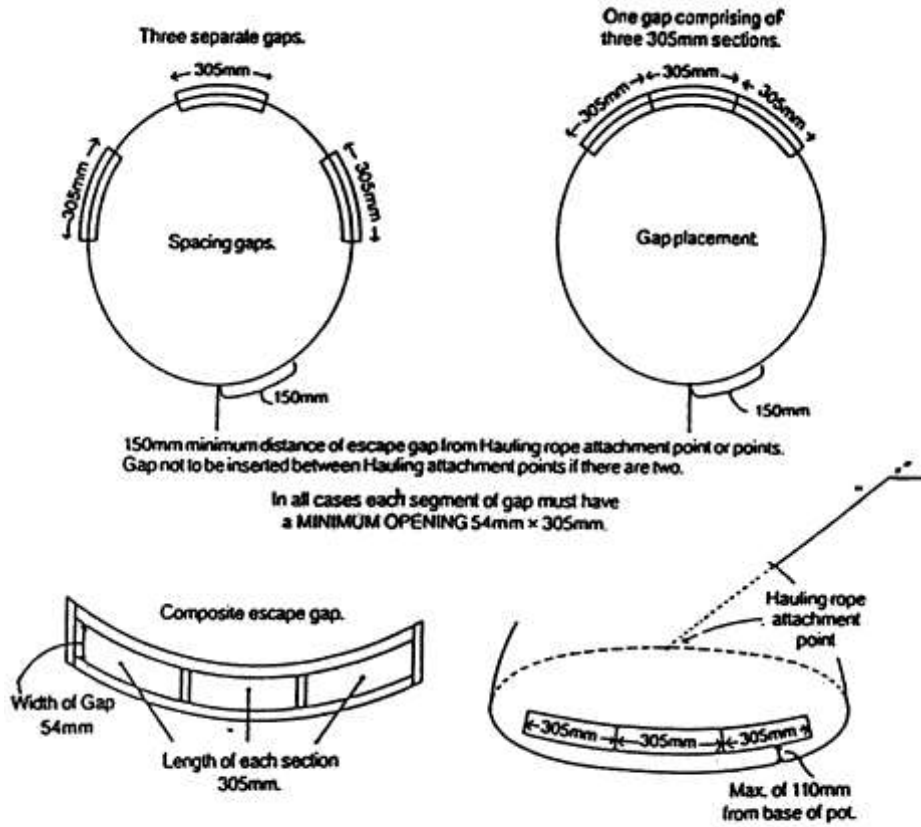 Three separate gaps.
305mm
305mm
305mm
Spacing gaps.
150mm
One gap comprising of
three 305mm sections.
305mm
305mm
305mm
Gap placement.
150mm
150mm minimum distance of escape gap from Hauling rope attachment point or points.
Gap not to be inserted between Hauling attachment points if there are two.
In all cases each segment of gap must have
a MINIMUM OPENING 54mm × 305mm.
Composite escape gap.
Width of Gap
54mm
Length of each section
305mm.
Hauling rope
attachment
point
305mm
305mm
305mm
Max. of 110mm
from base of pot.